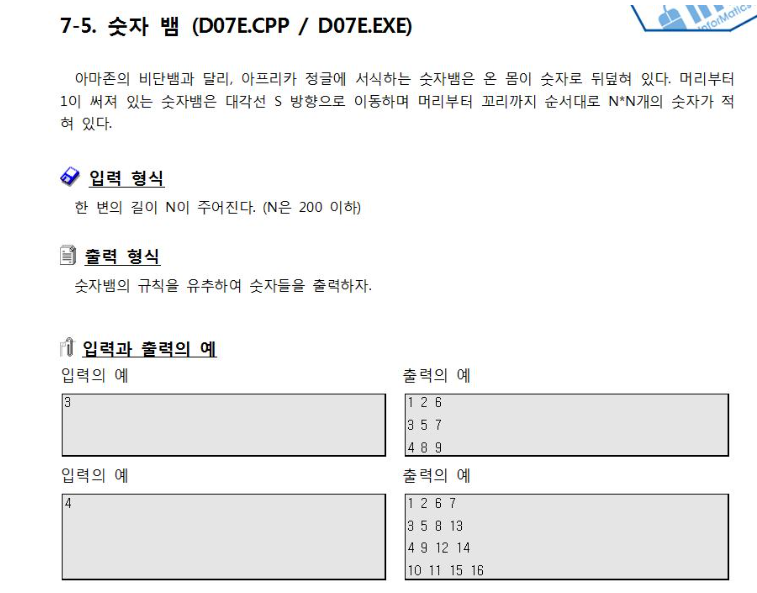 7-5. 숫자 뱀 (D07E.CPP / D07E.EXE)
InforMatics
아마존의 비단뱀과 달리, 아프리카 정글에 서식하는 숫자뱀은 온 몸이 숫자로 뒤덮혀 있다. 머리부터
1이 써져 있는 숫자뱀은 대각선 S 방향으로 이동하며 머리부터 꼬리까지 순서대로 N*N개의 숫자가 적
혀 있다.
입력 형식
한 변의 길이 N이 주어진다. (N은 200 이하)
출력 형식
숫자뱀의 규칙을 유추하여 숫자들을 출력하자.
입력과 출력의 예
입력의 예
출력의 예
3
1 2 6
3 5 7
4 8 9
입력의 예
출력의 예
4
1 2 6 7
3 5 8 13
4 9 12 14
10 11 15 16